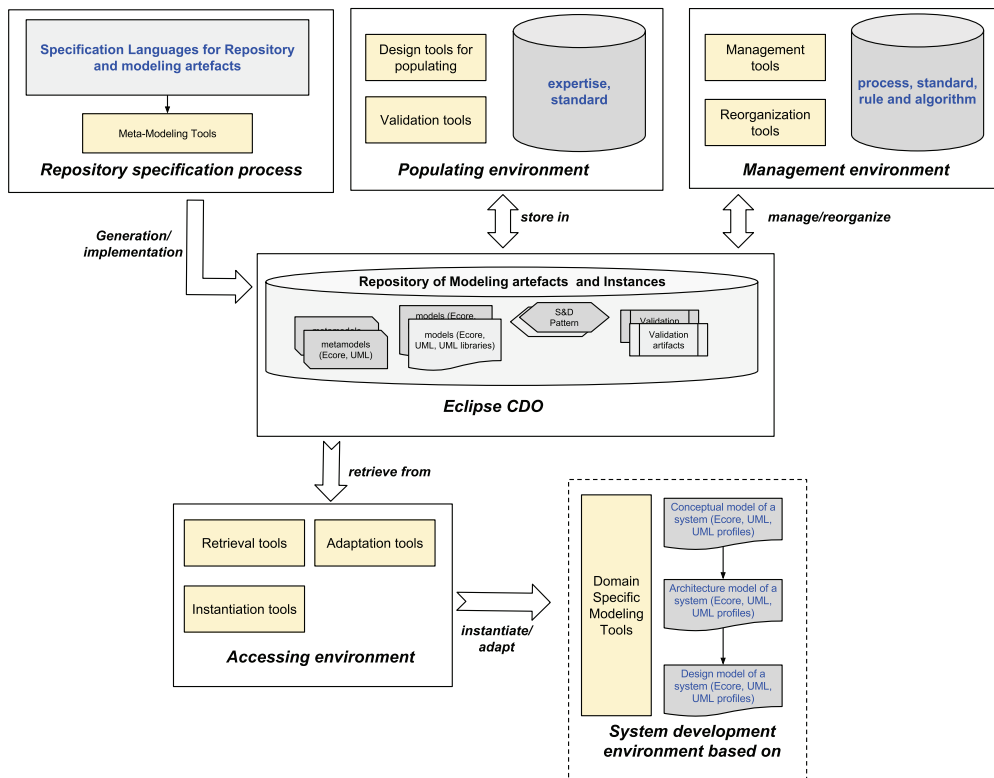 Specification Languages for Repository
and modeling artefacts
Meta-Modeling Tools
Repository specification process
Design tools for
populating
Validation tools
expertise,
standard
Populating environment
Management
tools
Reorganization
tools
process, standard,
rule and algorithm
Management environment
Generation/
implementation
store in
manage/reorganize
Repository of Modeling artefacts and Instances
metamodels
metamodels
(Ecore, UML)
models (Ecore,
models (Ecore,
UML, UML libraries)
S&D
Pattern
Validation
Validation
artifacts
Eclipse CDO
retrieve from
Retrieval tools
Adaptation tools
Instantiation tools
Accessing environment
instantiate/
adapt
Domain
Specific
Modeling
Tools
Conceptual model of a
system (Ecore, UML,
UML profiles)
Architecture model of a
system (Ecore, UML,
UML profiles)
Design model of a
system (Ecore, UML,
UML profiles)
System development
environment based on